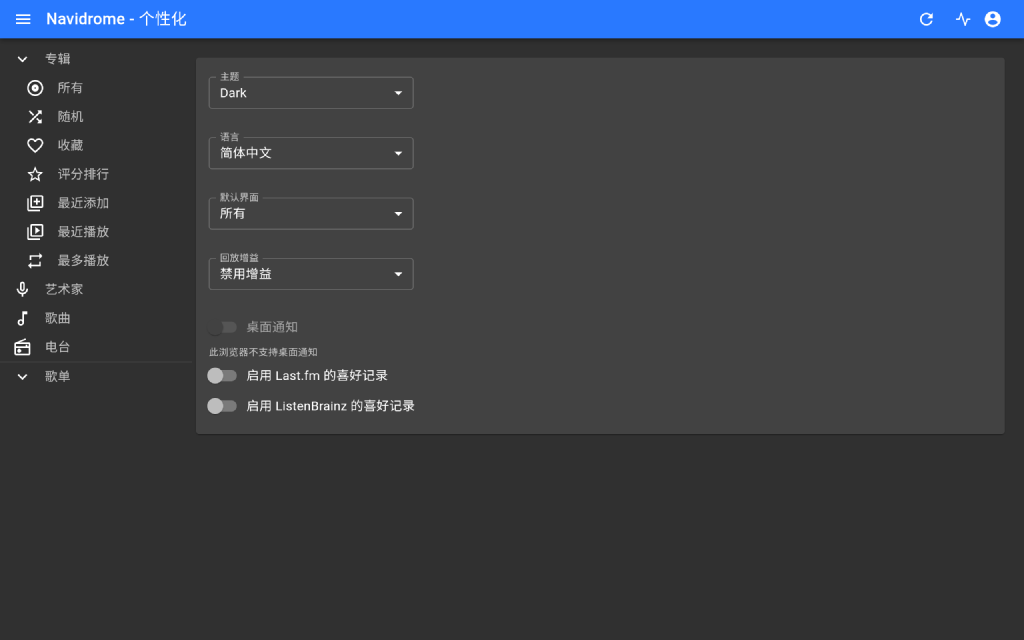 Navidrome - 个性化
专辑
所有
随机
收藏
评分排行
最近添加
最近播放
最多播放
艺术家
歌曲
电台
歌单
主题
Dark
语言
简体中文
默认界面
所有
回放增益
禁用增益
桌面通知
此浏览器不支持桌面通知
启用 Last.fm 的喜好记录
启用 ListenBrainz 的喜好记录